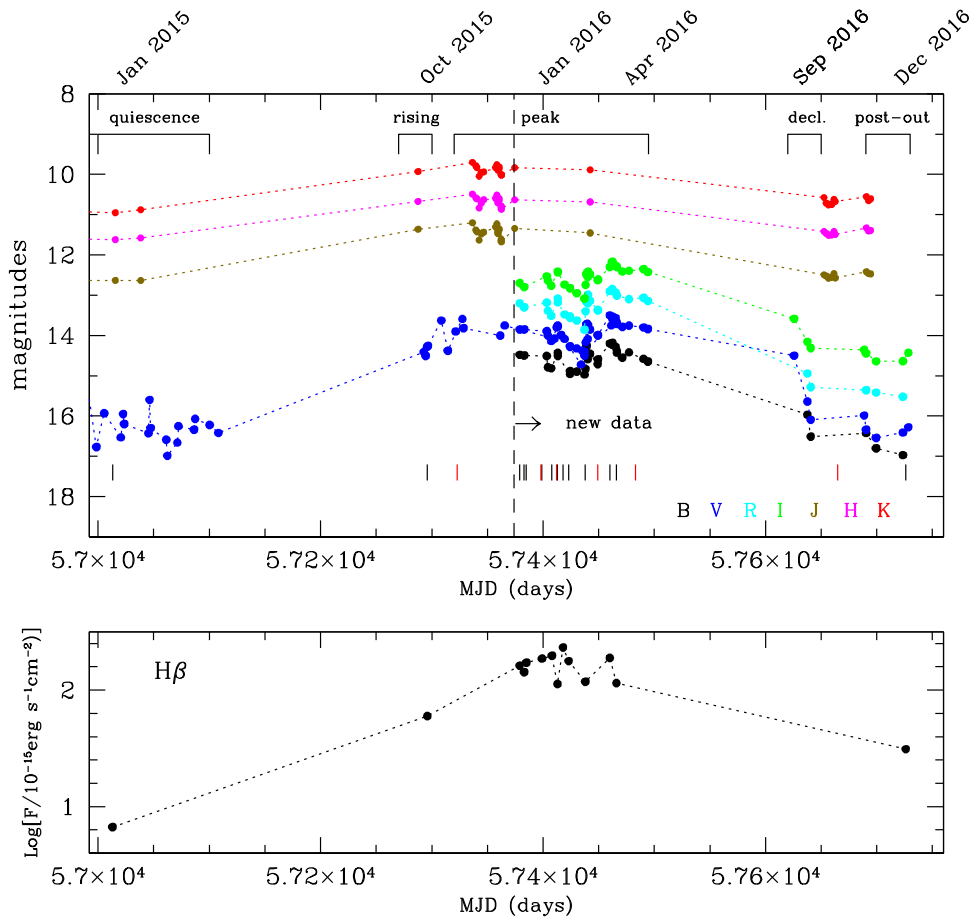 Jan 2015 Oct 2015 Jan 2016 Apr 2016 Sep 2016 Dec 2016
8
quiescence rising peak decl. post-out
10
12
14
16
18
magnitudes
new data
B V R I J H K
5.7×10⁴ 5.72×10⁴ 5.74×10⁴ 5.76×10⁴
MJD (days)
Hβ
2
1
Log[F/10⁻¹⁵erg s⁻¹cm⁻²)]
5.7×10⁴ 5.72×10⁴ 5.74×10⁴ 5.76×10⁴
MJD (days)